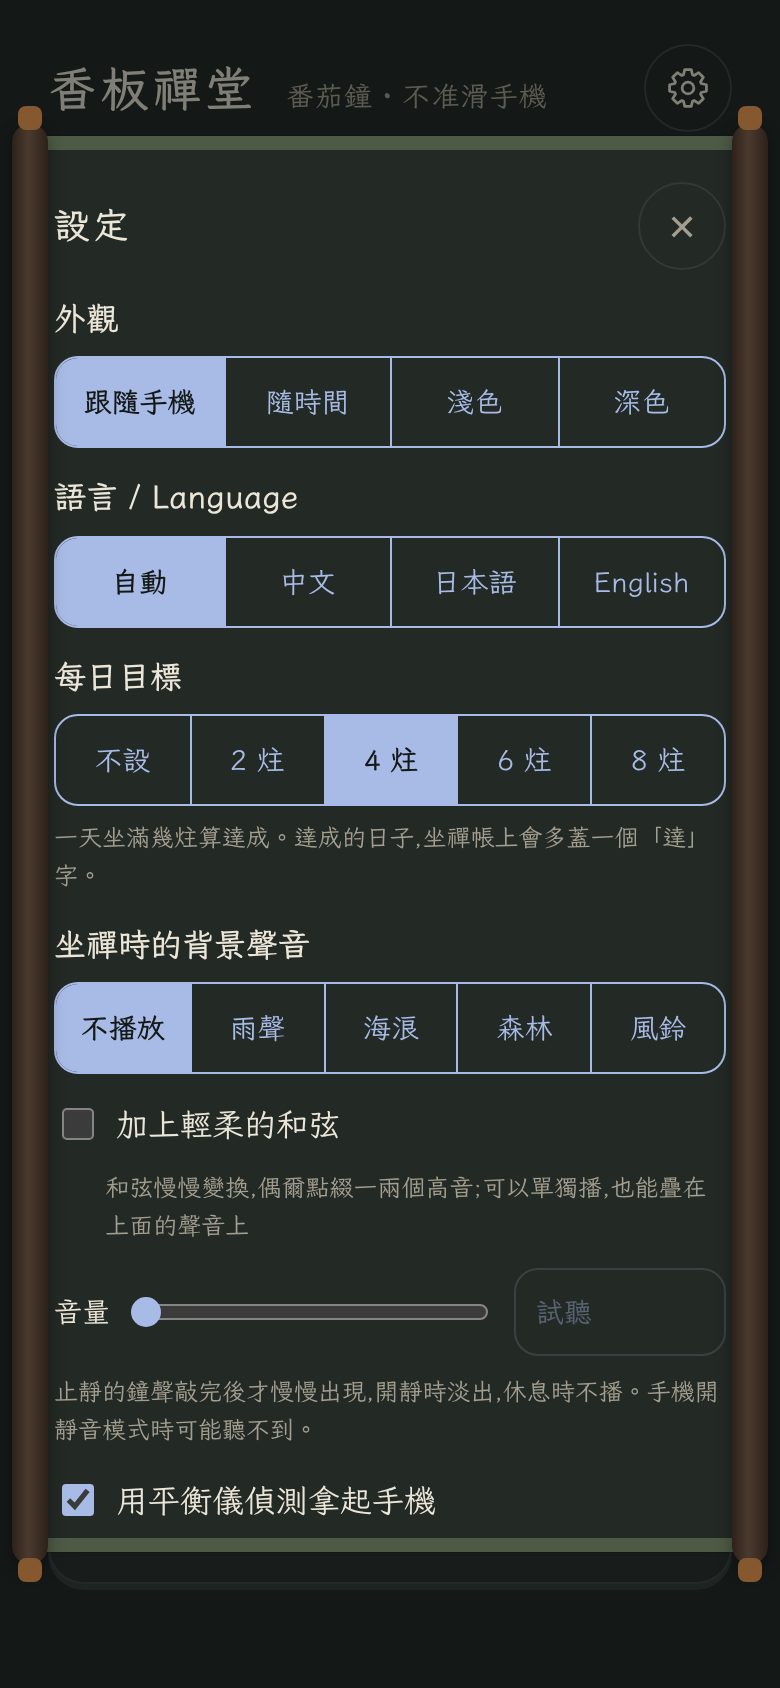 香板禪堂 番茄鐘・不准滑手機
設定
×
外觀
跟隨手機 隨時間 淺色 深色
語言 / Language
自動 中文 日本語 English
每日目標
不設 2 炷 4 炷 6 炷 8 炷
一天坐滿幾炷算達成。達成的日子,坐禪帳上會多蓋一個「達」
字。
坐禪時的背景聲音
不播放 雨聲 海浪 森林 風鈴
加上輕柔的和弦
和弦慢慢變換,偶爾點綴一兩個高音;可以單獨播,也能疊在
上面的聲音上
音量 試聽
止靜的鐘聲敲完後才慢慢出現,開靜時淡出,休息時不播。手機開
靜音模式時可能聽不到。
用平衡儀偵測拿起手機